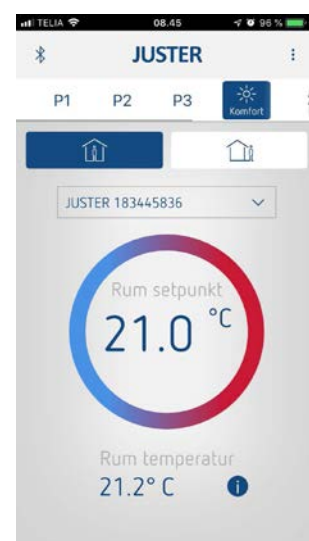 TELIA 08.45 96 %
JUSTER
P1 P2 P3 Komfort
JUSTER 183445836
Rum setpunkt
21.0 °C
Rum temperatur
21.2° C